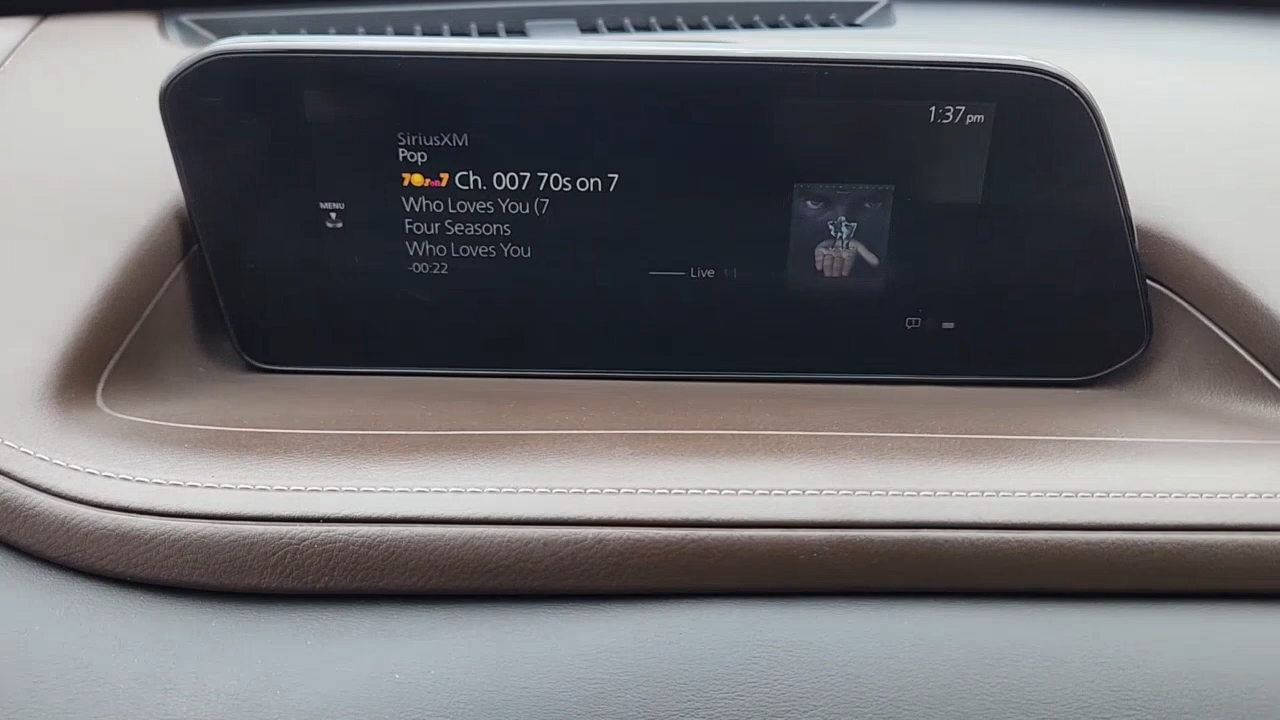 1:37 pm
SiriusXM
Pop
70s on 7 Ch. 007 70s on 7
MENU
Who Loves You (7
Four Seasons
Who Loves You
-00:22
Live